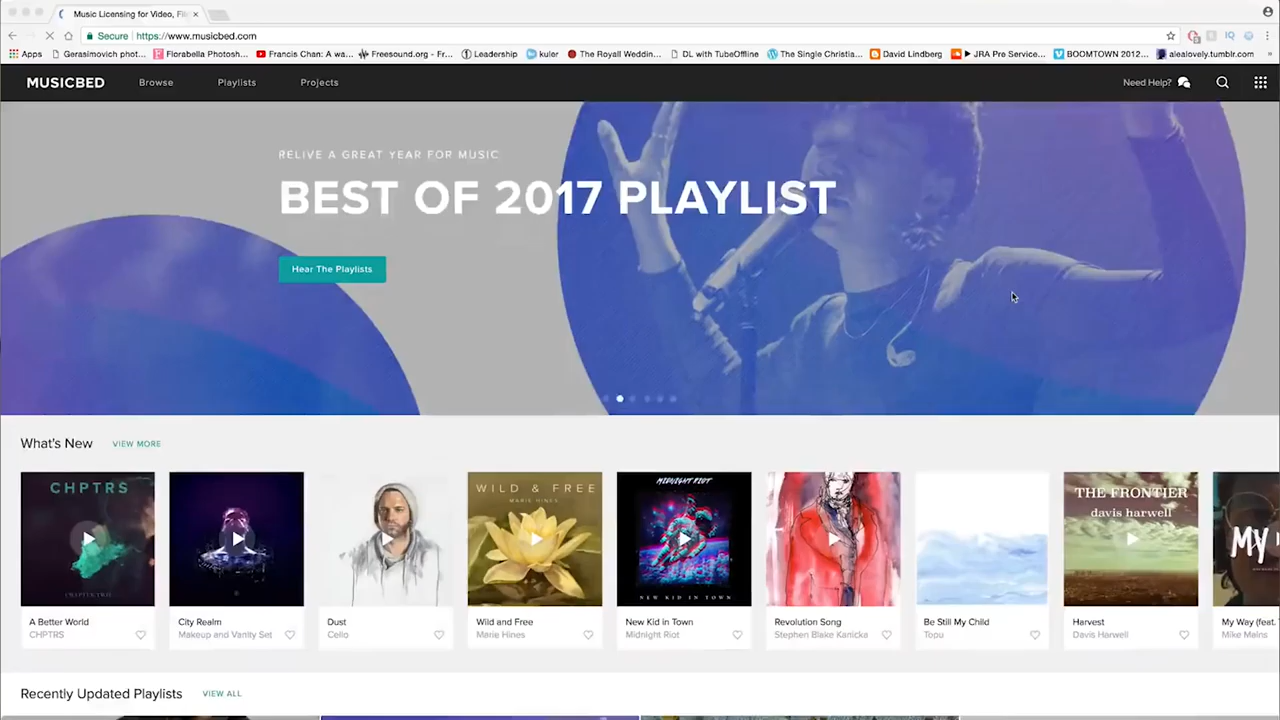 Music Licensing for Video, Fil
Secure https://www.musicbed.com
Apps Gerasimovich phot... Florabella Photosh... Francis Chan: A wa... Freesound.org - Fr... Leadership kuler The Royall Weddin... DL with TubeOffline The Single Christia... David Lindberg JRA Pre Service... BOOMTOWN 2012... alealovely.tumblr.com
MUSICBED Browse Playlists Projects Need Help?
RELIVE A GREAT YEAR FOR MUSIC
BEST OF 2017 PLAYLIST
Hear The Playlists
What's New VIEW MORE
CHPTRS
WILD & FREE
MARIE HINES
MIDNIGHT RIOT
NEW KID IN TOWN
THE FRONTIER
davis harwell
MY
A Better World
CHPTRS
City Realm
Makeup and Vanity Set
Dust
Cello
Wild and Free
Marie Hines
New Kid in Town
Midnight Riot
Revolution Song
Stephen Blake Kanicka
Be Still My Child
Topu
Harvest
Davis Harwell
My Way (feat.
Mike Mains
Recently Updated Playlists VIEW ALL